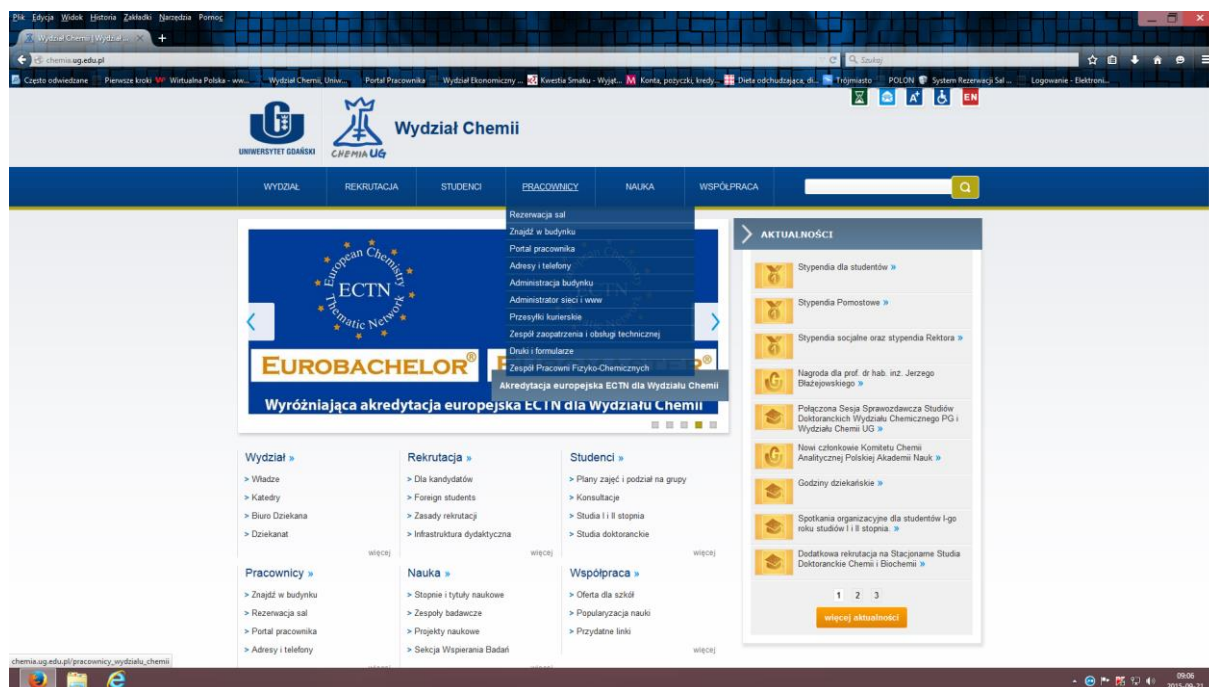 Plik Edycja Widok Historia Zakładki Narzędzia Pomoc
Wydział Chemii | Wydział ...
chemia.ug.edu.pl
Szukaj
Często odwiedzane Pierwsze kroki Wirtualna Polska - ww... Wydział Chemii, Uniw... Portal Pracownika Wydział Ekonomiczny ... Kwestia Smaku - Wyjąt... Konta, pożyczki, kredy... Dieta odchudzająca, di... Trójmiasto POLON System Rezerwacji Sal ... Logowanie - Elektroni...
A+ EN
UNIWERSYTET GDAŃSKI
CHEMIA UG
Wydział Chemii
WYDZIAŁ REKRUTACJA STUDENCI PRACOWNICY NAUKA WSPÓŁPRACA
Rezerwacja sal
Znajdź w budynku
Portal pracownika
Adresy i telefony
Administracja budynku
Administrator sieci i www
Przesyłki kurierskie
Zespół zaopatrzenia i obsługi technicznej
Druki i formularze
Zespół Pracowni Fizyko-Chemicznych
European Chemistry Thematic Network
ECTN
EUROBACHELOR®
Akredytacja europejska ECTN dla Wydziału Chemii
Wyróżniająca akredytacja europejska ECTN dla Wydziału Chemii
AKTUALNOŚCI
Stypendia dla studentów »
Stypendia Pomostowe »
Stypendia socjalne oraz stypendia Rektora »
Nagroda dla prof. dr hab. inż. Jerzego
Błażejowskiego »
Połączona Sesja Sprawozdawcza Studiów
Doktoranckich Wydziału Chemicznego PG i
Wydziału Chemii UG »
Nowi członkowie Komitetu Chemii
Analitycznej Polskiej Akademii Nauk »
Godziny dziekańskie »
Spotkania organizacyjne dla studentów I-go
roku studiów I i II stopnia. »
Dodatkowa rekrutacja na Stacjonarne Studia
Doktoranckie Chemii i Biochemii »
1 2 3
więcej aktualności
Wydział »
> Władze
> Katedry
> Biuro Dziekana
> Dziekanat
więcej
Rekrutacja »
> Dla kandydatów
> Foreign students
> Zasady rekrutacji
> Infrastruktura dydaktyczna
więcej
Studenci »
> Plany zajęć i podział na grupy
> Konsultacje
> Studia I i II stopnia
> Studia doktoranckie
więcej
Pracownicy »
> Znajdź w budynku
> Rezerwacja sal
> Portal pracownika
> Adresy i telefony
Nauka »
> Stopnie i tytuły naukowe
> Zespoły badawcze
> Projekty naukowe
> Sekcja Wspierania Badań
więcej
Współpraca »
> Oferta dla szkół
> Popularyzacja nauki
> Przydatne linki
więcej
chemia.ug.edu.pl/pracownicy_wydzialu_chemii
09:06
2015-09-21